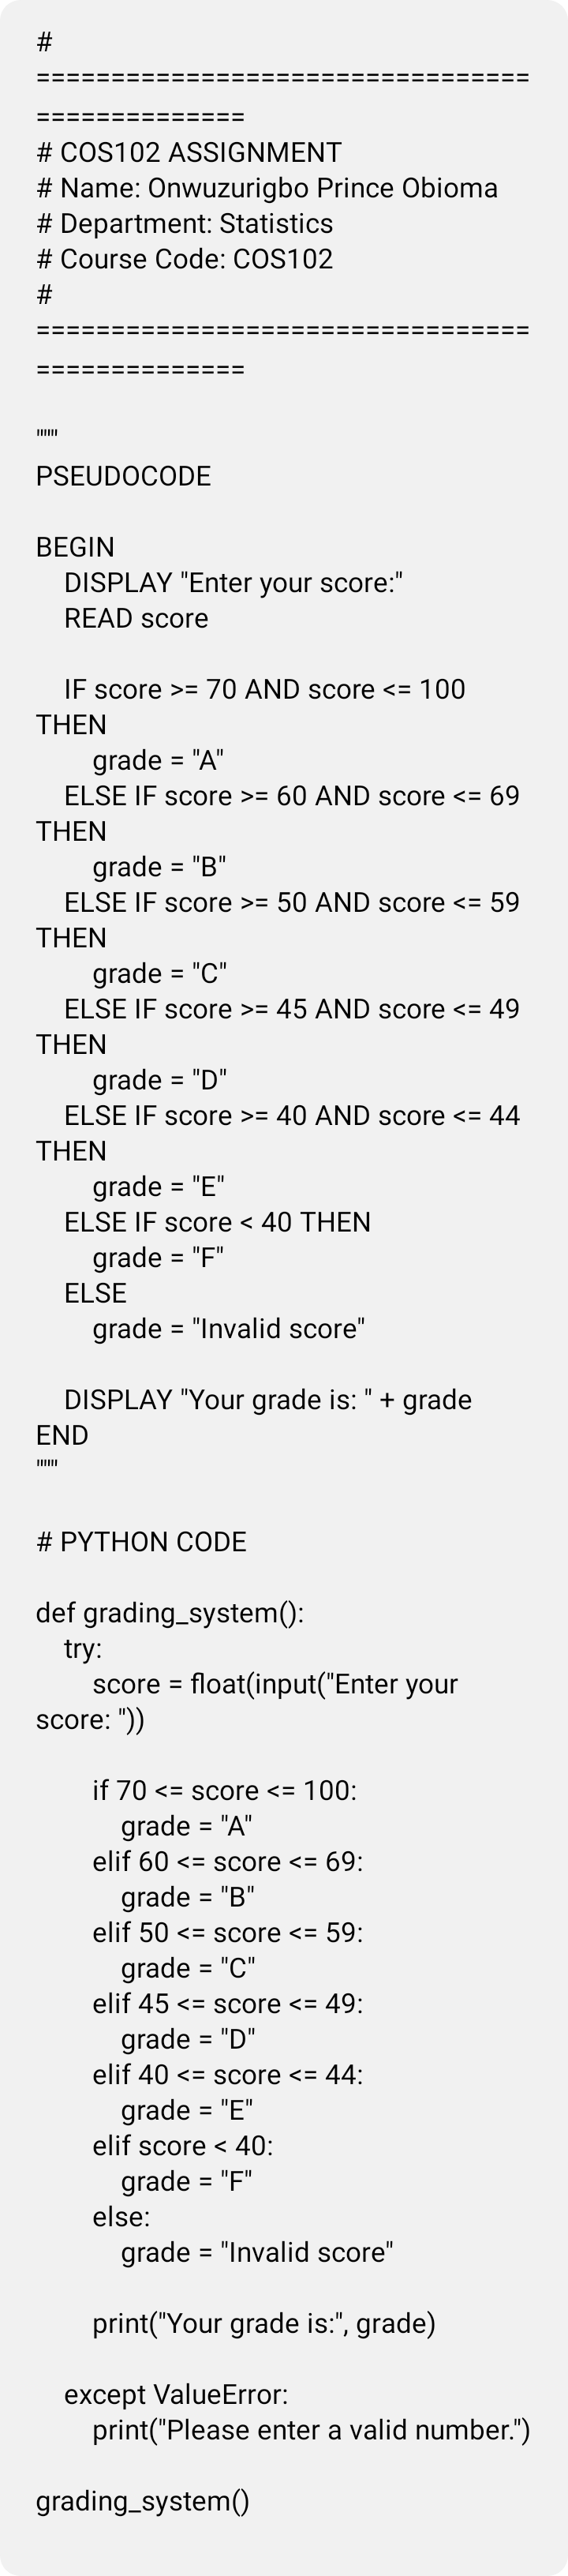 #
=================================
==============
# COS102 ASSIGNMENT
# Name: Onwuzurigbo Prince Obioma
# Department: Statistics
# Course Code: COS102
#
=================================
==============

"""
PSEUDOCODE

BEGIN
    DISPLAY "Enter your score:"
    READ score

    IF score >= 70 AND score <= 100
THEN
        grade = "A"
    ELSE IF score >= 60 AND score <= 69
THEN
        grade = "B"
    ELSE IF score >= 50 AND score <= 59
THEN
        grade = "C"
    ELSE IF score >= 45 AND score <= 49
THEN
        grade = "D"
    ELSE IF score >= 40 AND score <= 44
THEN
        grade = "E"
    ELSE IF score < 40 THEN
        grade = "F"
    ELSE
        grade = "Invalid score"

    DISPLAY "Your grade is: " + grade
END
"""

# PYTHON CODE

def grading_system():
    try:
        score = float(input("Enter your
score: "))

        if 70 <= score <= 100:
            grade = "A"
        elif 60 <= score <= 69:
            grade = "B"
        elif 50 <= score <= 59:
            grade = "C"
        elif 45 <= score <= 49:
            grade = "D"
        elif 40 <= score <= 44:
            grade = "E"
        elif score < 40:
            grade = "F"
        else:
            grade = "Invalid score"

        print("Your grade is:", grade)

    except ValueError:
        print("Please enter a valid number.")

grading_system()